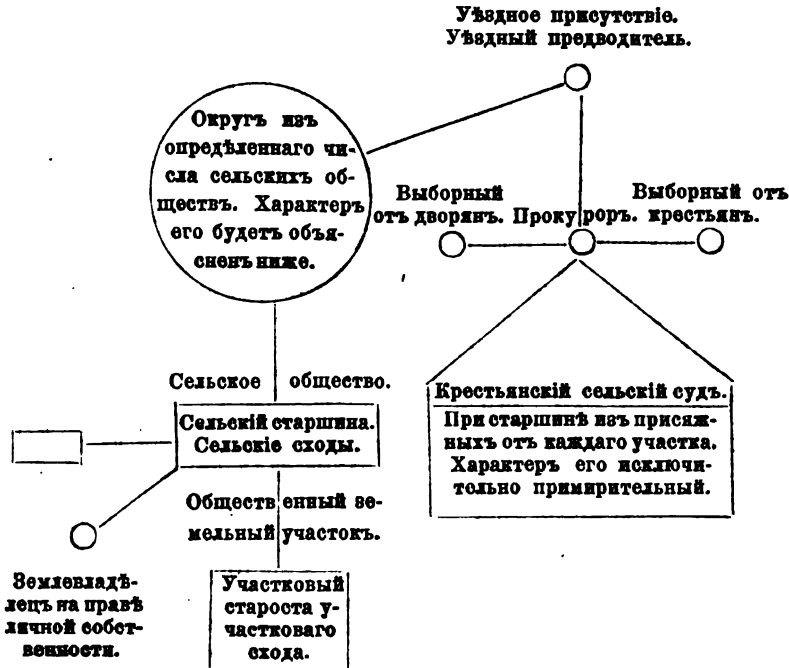 Уѣздное присутствіе.
Уѣздный предводитель.
Округъ изъ
опредѣленнаго чи-
сла сельскихъ об-
ществъ. Характеръ
его будетъ объя-
сненъ ниже.
Выборный
отъ дворянъ.
Прокуроръ.
Выборный отъ
крестьянъ.
Сельское общество.
Сельскій старшина.
Сельскіе сходы.
Крестьянскій сельскій судъ.
При старшинѣ изъ присяж-
ныхъ отъ каждаго участка.
Характеръ его исключи-
тельно примирительный.
Общественный зе-
мельный участокъ.
Землевладѣ-
лецъ на правѣ
личной собст-
венности.
Участковый
староста у-
частковаго
схода.